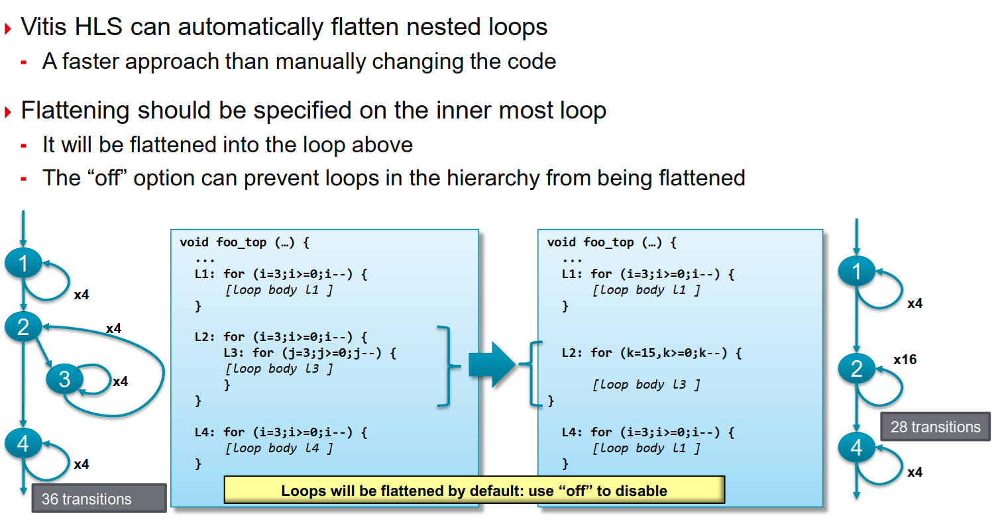 Vitis HLS can automatically flatten nested loops
- A faster approach than manually changing the code
Flattening should be specified on the inner most loop
- It will be flattened into the loop above
- The “off” option can prevent loops in the hierarchy from being flattened
1
x4
2
x4
3
x4
4
x4
36 transitions
void foo_top (…) {
...
L1: for (i=3;i>=0;i--) {
[loop body l1 ]
}
L2: for (i=3;i>=0;i--) {
L3: for (j=3;j>=0;j--) {
[loop body l3 ]
}
}
L4: for (i=3;i>=0;i--) {
[loop body l4 ]
}
void foo_top (…) {
...
L1: for (i=3;i>=0;i--) {
[loop body l1 ]
}
L2: for (k=15,k>=0;k--) {
[loop body l3 ]
}
L4: for (i=3;i>=0;i--) {
[loop body l1 ]
}
1
x4
2
x16
28 transitions
4
x4
Loops will be flattened by default: use “off” to disable